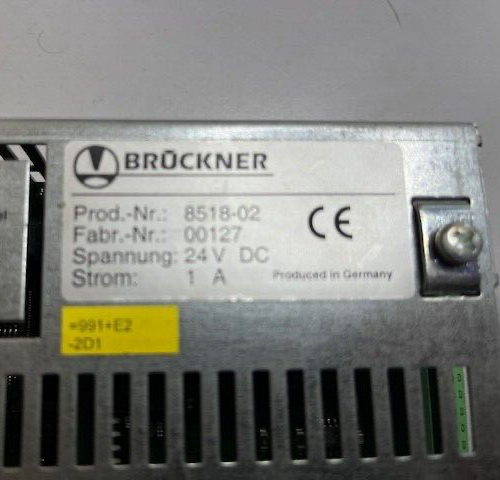 BRÜCKNER
Prod.-Nr.: 8518-02
Fabr.-Nr.: 00127
Spannung: 24 V DC
Strom: 1 A
CE
Produced in Germany
=991+E2
-2D1